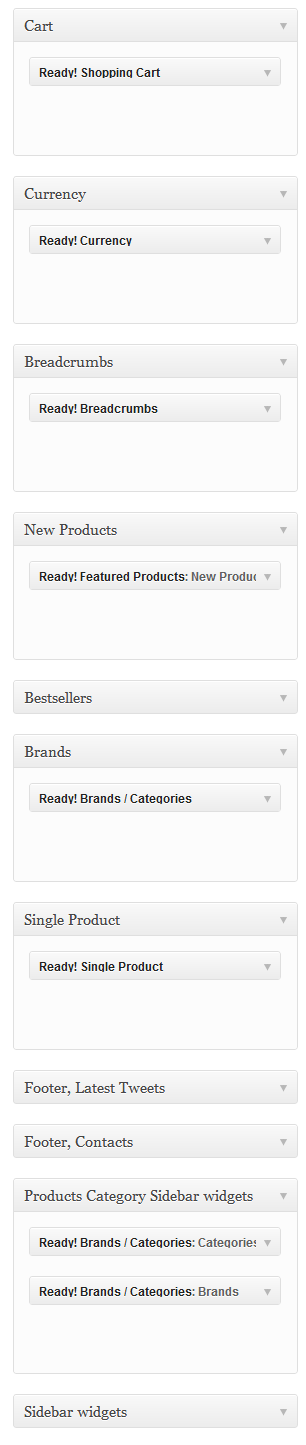 Cart
Ready! Shopping Cart
Currency
Ready! Currency
Breadcrumbs
Ready! Breadcrumbs
New Products
Ready! Featured Products: New Produc
Bestsellers
Brands
Ready! Brands / Categories
Single Product
Ready! Single Product
Footer, Latest Tweets
Footer, Contacts
Products Category Sidebar widgets
Ready! Brands / Categories: Categories
Ready! Brands / Categories: Brands
Sidebar widgets